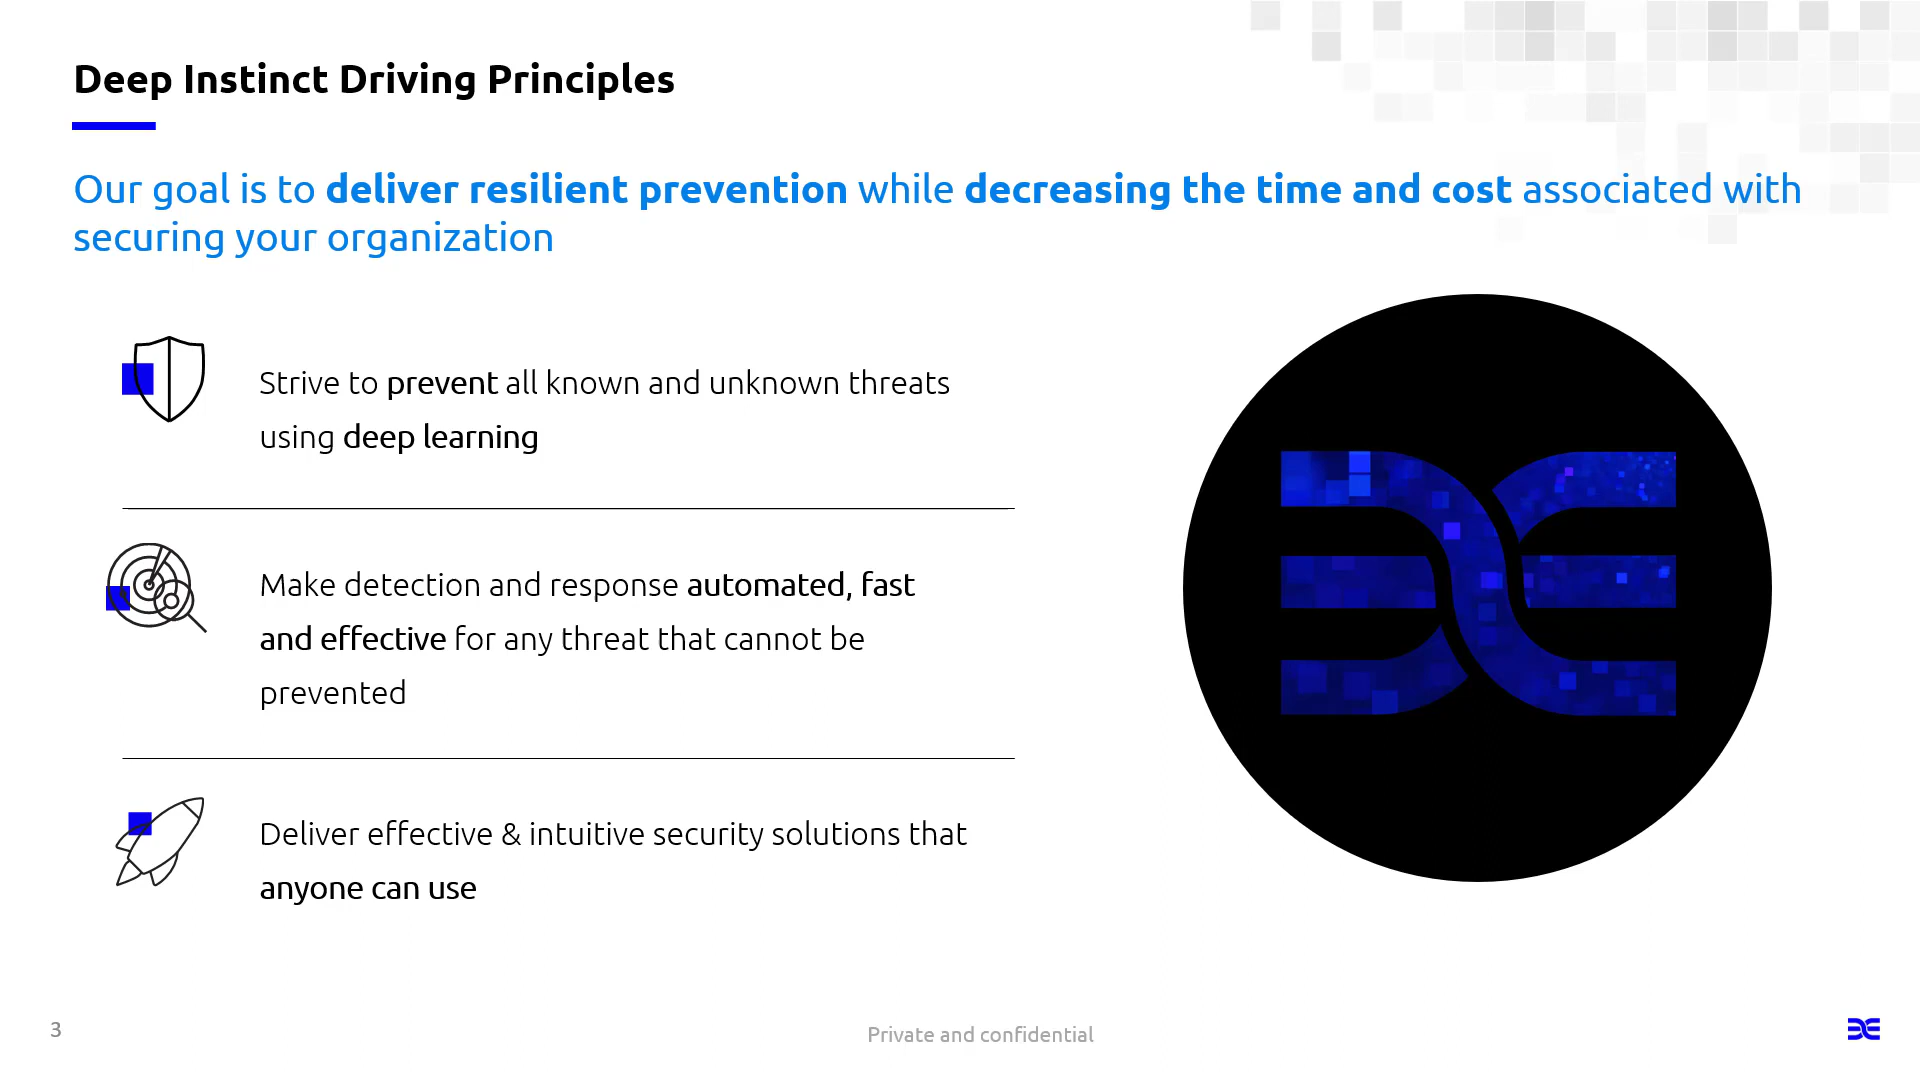 Deep Instinct Driving Principles
Our goal is to deliver resilient prevention while decreasing the time and cost associated with
securing your organization
Strive to prevent all known and unknown threats
using deep learning
Make detection and response automated, fast
and effective for any threat that cannot be
prevented
Deliver effective & intuitive security solutions that
anyone can use
3
Private and confidential